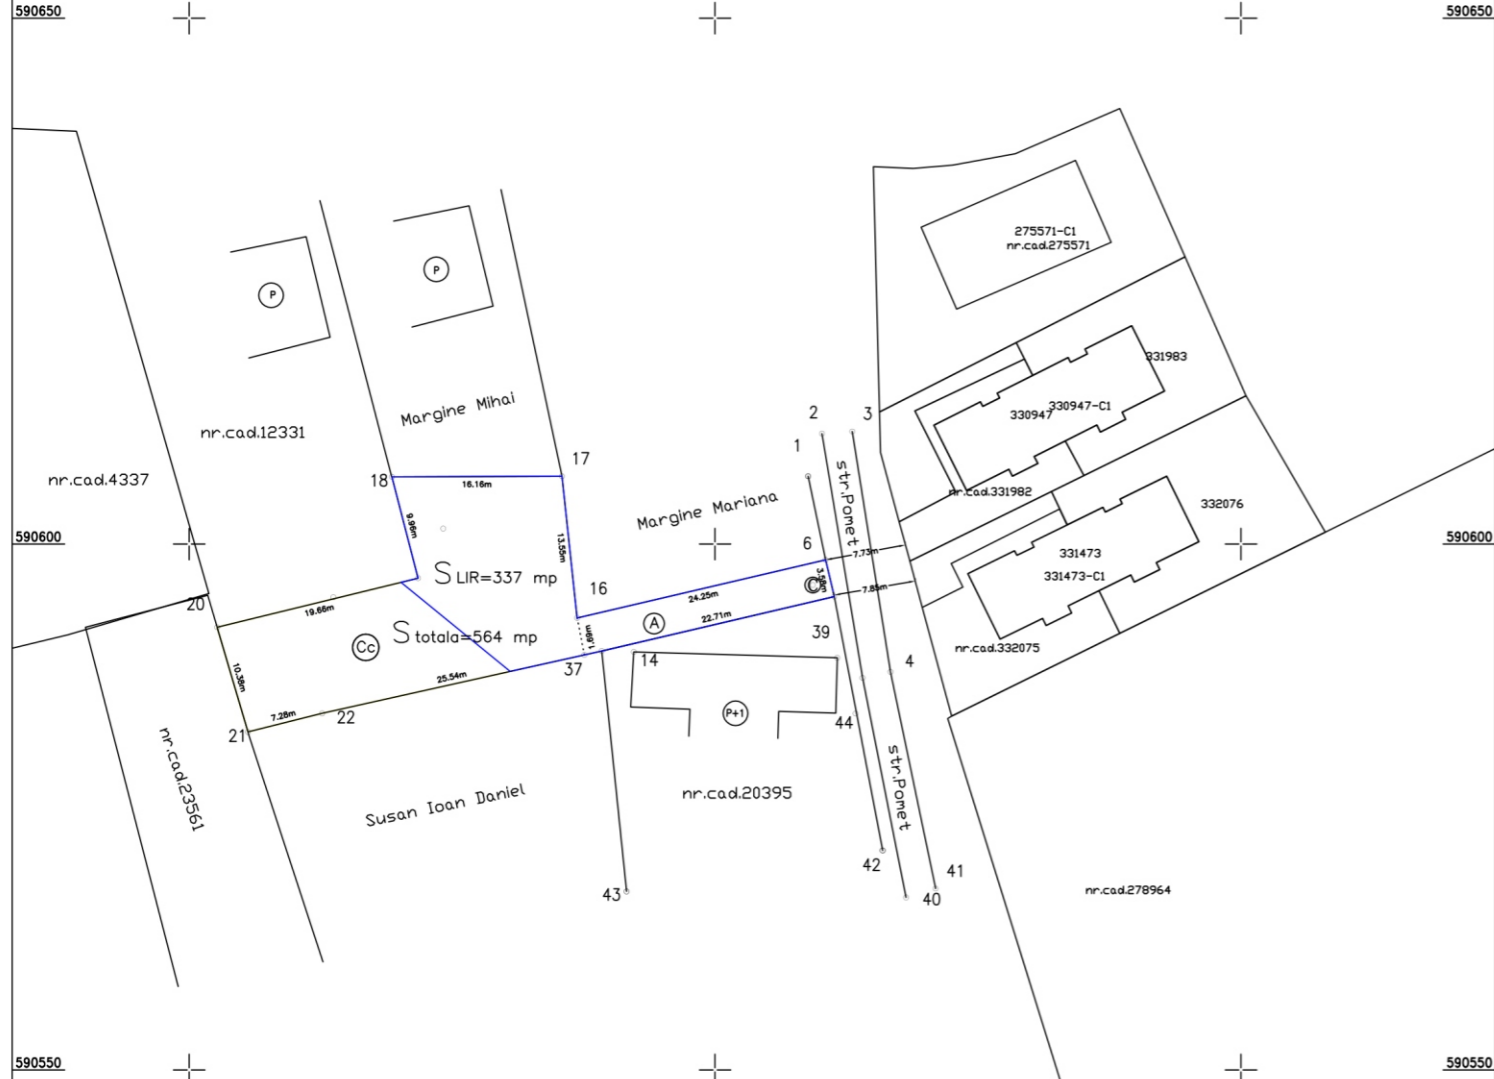 590650
590650
275571-C1
nr.cad.275571
P
P
331983
330947-C1
330947
Margine Mihai
nr.cad.12331
2
3
1
17
nr.cad.4337
18
16.16m
nr.cad.331982
332076
Margine Mariana
str.Pomet
9.96m
13.55m
590600
590600
6
7.73m
331473
331473-C1
S LIR=337 mp
16
3.58m
C
7.85m
24.25m
20
19.66m
22.71m
A
39
S totala=564 mp
1.69m
Cc
nr.cad.332075
14
4
37
10.38m
25.54m
7.28m
22
P+1
44
21
nr.cad.23561
str.Pomet
Susan Ioan Daniel
nr.cad.20395
42
41
43
40
nr.cad.278964
590550
590550